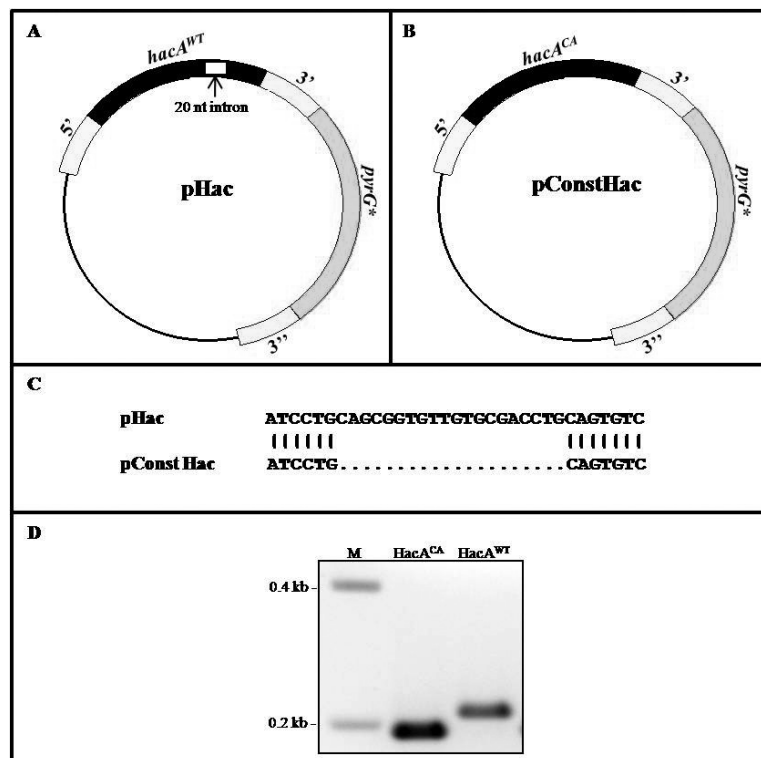 A
hacA^WT
3’
20 nt intron
5’
pHac
pyrG*
3’’
B
hacA^CA
3’
5’
pConstHac
pyrG*
3’’
C
pHac ATCCTGCAGCGGTGTTGTGCGACCTGCAGTGTC
pConst Hac ATCCTG....................CAGTGTC
D
M HacA^CA HacA^WT
0.4 kb -
0.2 kb -